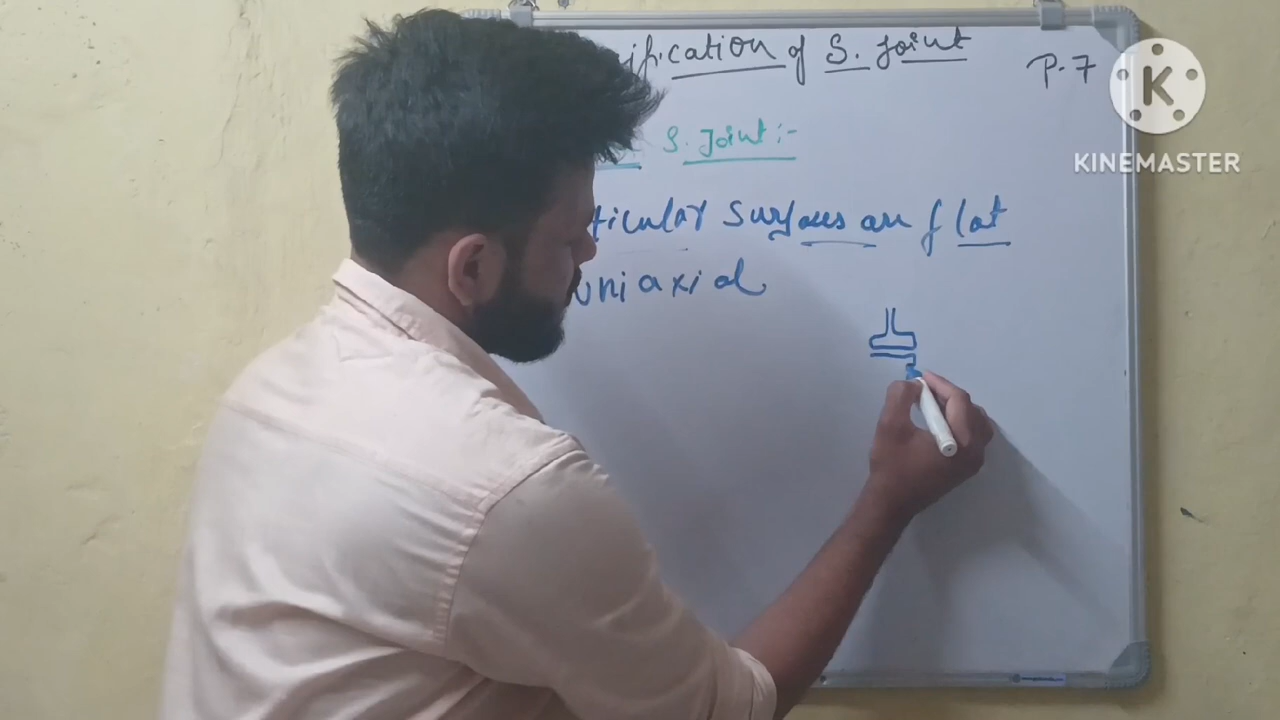 ification of S. Joint
P-7
K
KINEMASTER
S. Joint :-
ticular Surfaces are flat
uniaxial